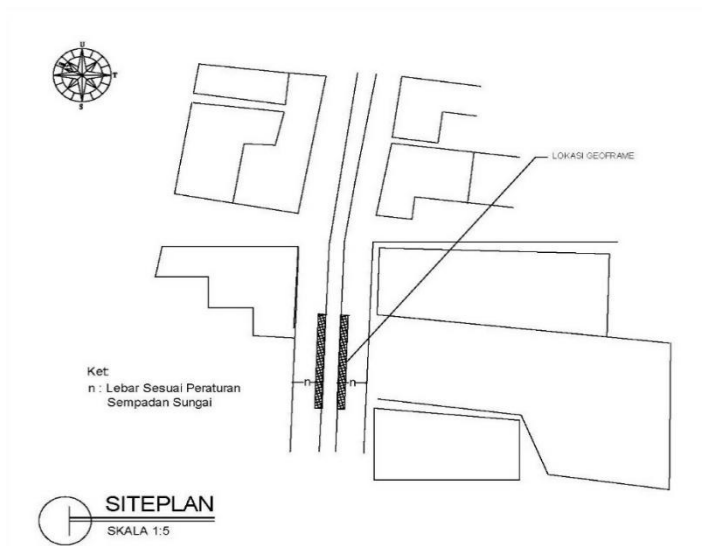 U
T
S
LOKASI GEOFRAME
n
n
Ket:
n : Lebar Sesuai Peraturan
Sempadan Sungai
SITEPLAN
SKALA 1:5